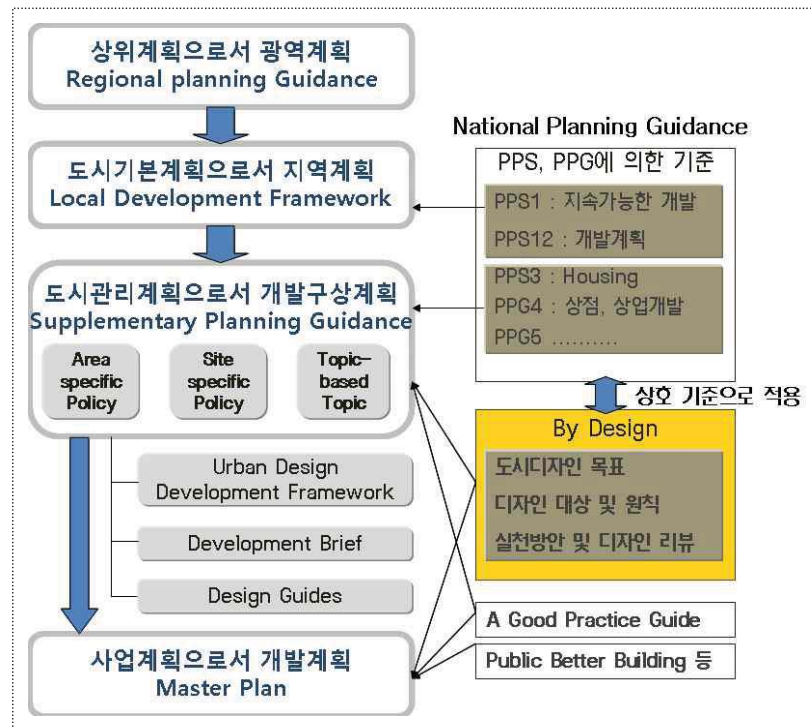 상위계획으로서 광역계획
Regional planning Guidance
도시기본계획으로서 지역계획
Local Development Framework
도시관리계획으로서 개발구상계획
Supplementary Planning Guidance
Area
specific
Policy
Site
specific
Policy
Topic-
based
Topic
Urban Design
Development Framework
Development Brief
Design Guides
사업계획으로서 개발계획
Master Plan
National Planning Guidance
PPS, PPG에 의한 기준
PPS1 : 지속가능한 개발
PPS12 : 개발계획
PPS3 : Housing
PPG4 : 상점, 상업개발
PPG5 ..........
상호 기준으로 적용
By Design
도시디자인 목표
디자인 대상 및 원칙
실천방안 및 디자인 리뷰
A Good Practice Guide
Public Better Building 등